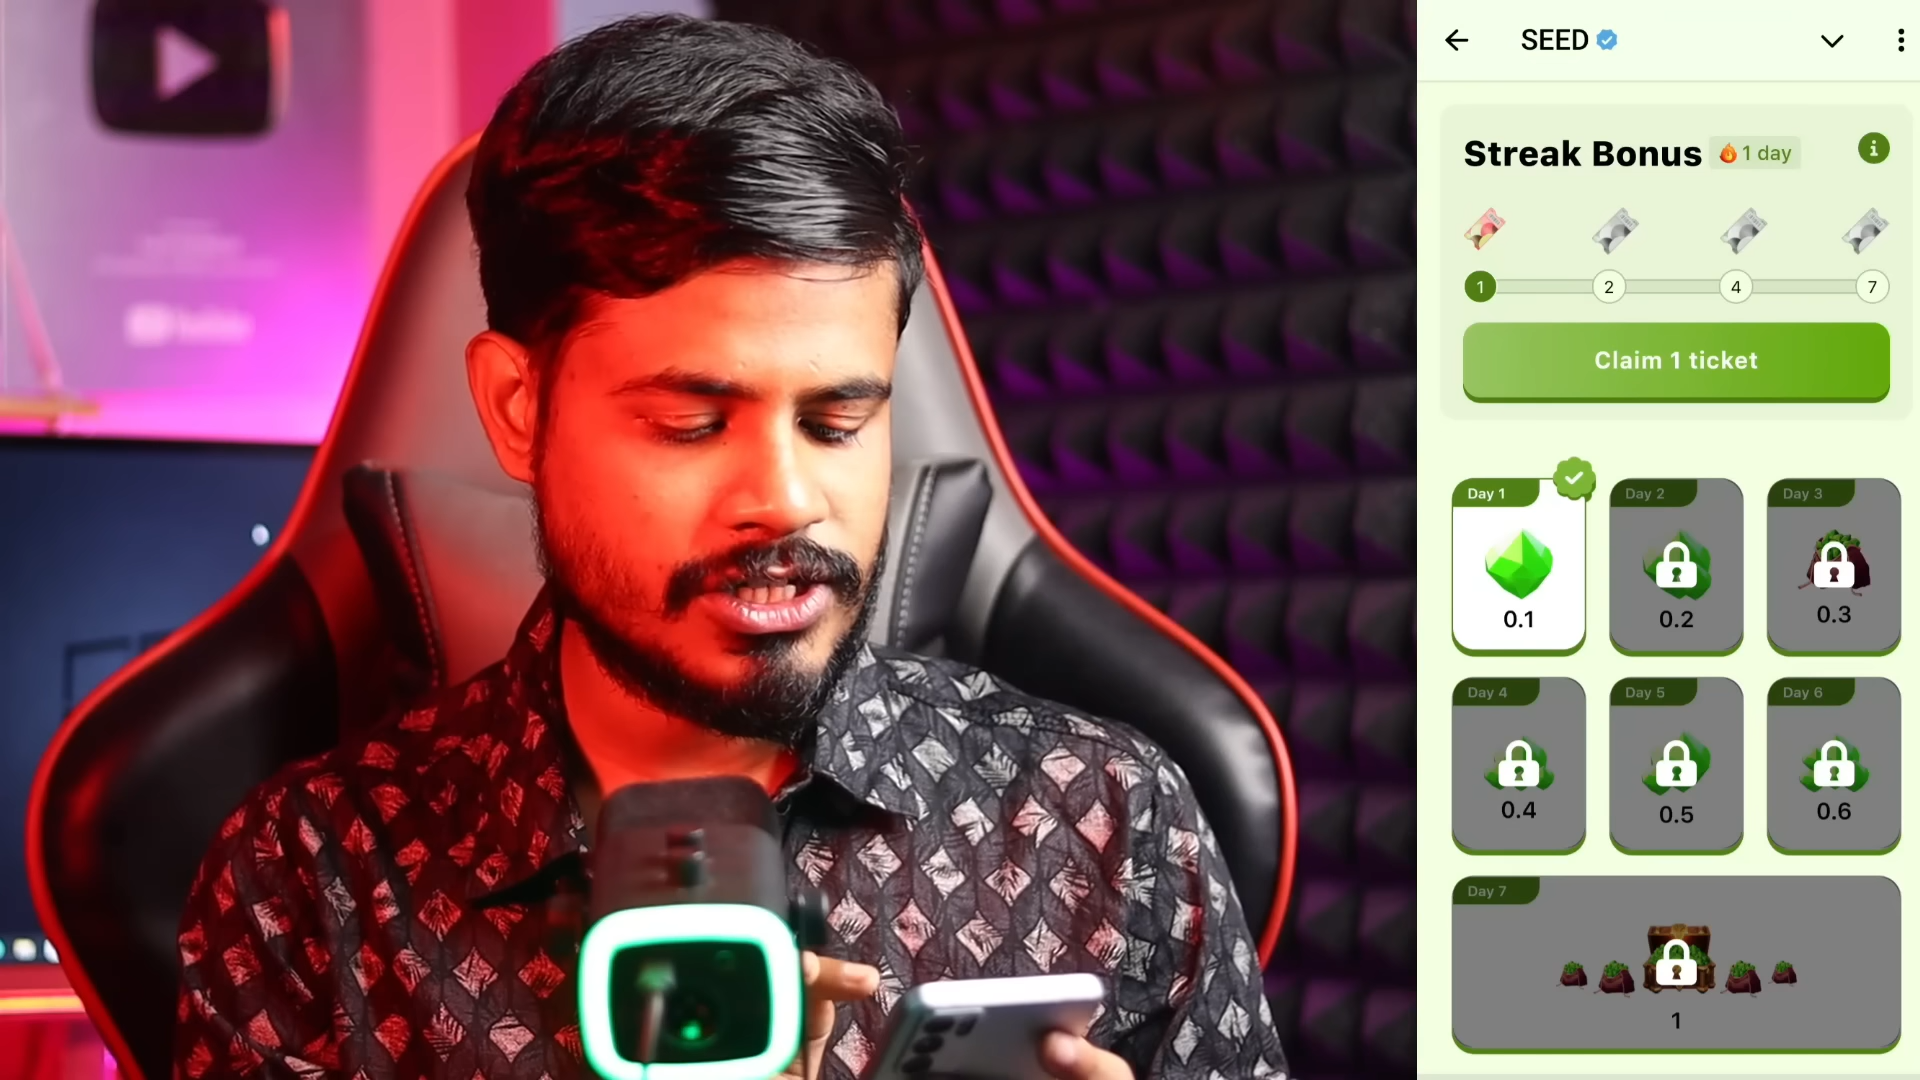 SEED
Streak Bonus 1 day
1 2 4 7
Claim 1 ticket
Day 1 Day 2 Day 3
0.1 0.2 0.3
Day 4 Day 5 Day 6
0.4 0.5 0.6
Day 7
1